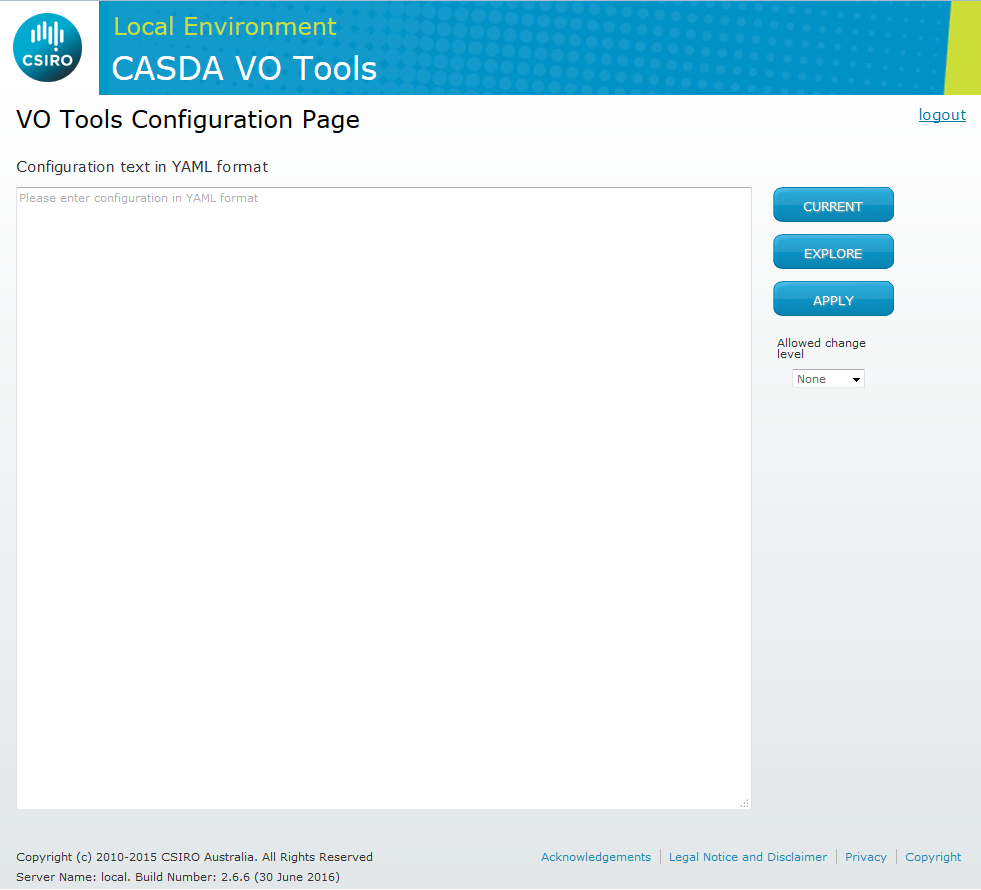 CSIRO
Local Environment
CASDA VO Tools
VO Tools Configuration Page
logout
Configuration text in YAML format
Please enter configuration in YAML format
CURRENT
EXPLORE
APPLY
Allowed change
level
None
Copyright (c) 2010-2015 CSIRO Australia. All Rights Reserved
Acknowledgements
Legal Notice and Disclaimer
Privacy
Copyright
Server Name: local. Build Number: 2.6.6 (30 June 2016)